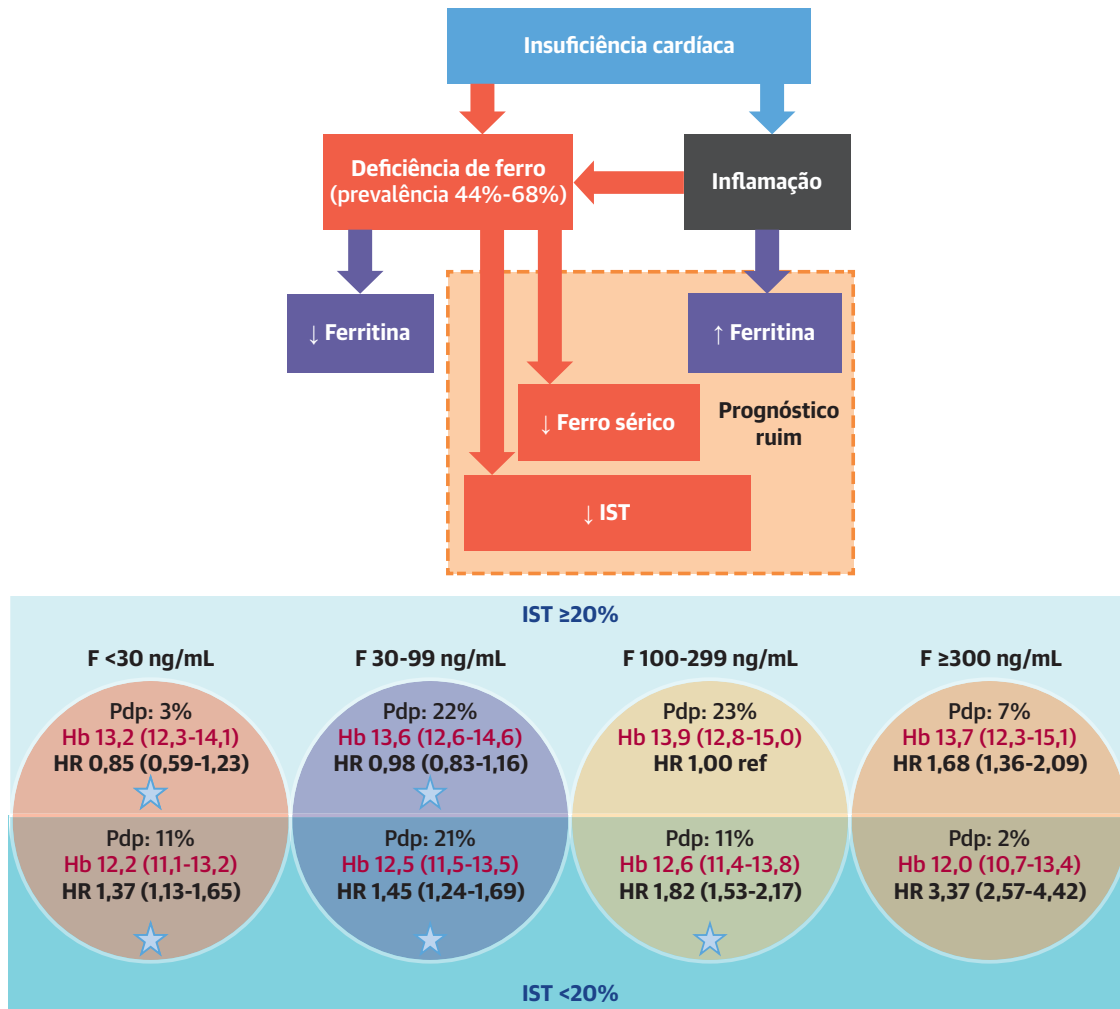 Insuficiência cardíaca
Deficiência de ferro
(prevalência 44%-68%)
Inflamação
↓ Ferritina
↑ Ferritina
↓ Ferro sérico
Prognóstico
ruim
↓ IST
IST ≥20%
F <30 ng/mL
F 30-99 ng/mL
F 100-299 ng/mL
F ≥300 ng/mL
Pdp: 3%
Hb 13,2 (12,3-14,1)
HR 0,85 (0,59-1,23)
Pdp: 22%
Hb 13,6 (12,6-14,6)
HR 0,98 (0,83-1,16)
Pdp: 23%
Hb 13,9 (12,8-15,0)
HR 1,00 ref
Pdp: 7%
Hb 13,7 (12,3-15,1)
HR 1,68 (1,36-2,09)
Pdp: 11%
Hb 12,2 (11,1-13,2)
HR 1,37 (1,13-1,65)
Pdp: 21%
Hb 12,5 (11,5-13,5)
HR 1,45 (1,24-1,69)
Pdp: 11%
Hb 12,6 (11,4-13,8)
HR 1,82 (1,53-2,17)
Pdp: 2%
Hb 12,0 (10,7-13,4)
HR 3,37 (2,57-4,42)
IST <20%